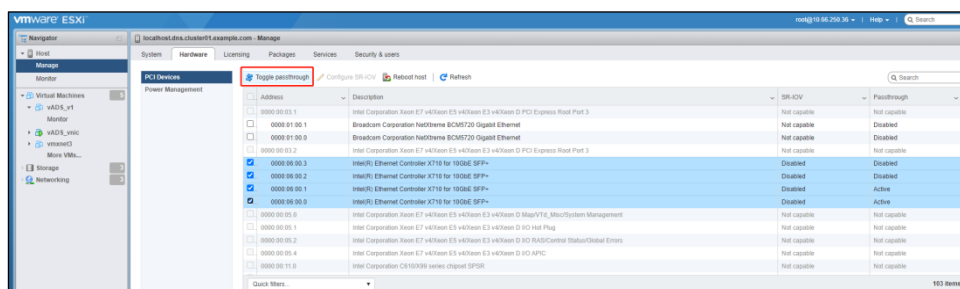 vmware ESXi
root@10.66.250.36 | Help | Search
Navigator
localhost.dos.cluster01.example.com - Manage
Host
Manage
Monitor
Virtual Machines 5
vADS_v1
Monitor
vADS_vnic
vmxnet3
More VMs...
Storage 3
Networking 3
System Hardware Licensing Packages Services Security & users
PCI Devices
Power Management
Toggle passthrough Configure SR-IOV Reboot host | Refresh Search
Address Description SR-IOV Passthrough
0000:00:03.1 Intel Corporation Xeon E7 v4/Xeon E5 v4/Xeon E3 v4/Xeon D PCI Express Root Port 3 Not capable Not capable
0000:01:00.1 Broadcom Corporation NetXtreme BCM5720 Gigabit Ethernet Not capable Disabled
0000:01:00.0 Broadcom Corporation NetXtreme BCM5720 Gigabit Ethernet Not capable Disabled
0000:00:03.2 Intel Corporation Xeon E7 v4/Xeon E5 v4/Xeon E3 v4/Xeon D PCI Express Root Port 3 Not capable Not capable
0000:06:00.3 Intel(R) Ethernet Controller X710 for 10GbE SFP+ Disabled Disabled
0000:06:00.2 Intel(R) Ethernet Controller X710 for 10GbE SFP+ Disabled Disabled
0000:06:00.1 Intel(R) Ethernet Controller X710 for 10GbE SFP+ Disabled Active
0000:06:00.0 Intel(R) Ethernet Controller X710 for 10GbE SFP+ Disabled Active
0000:00:05.0 Intel Corporation Xeon E7 v4/Xeon E5 v4/Xeon E3 v4/Xeon D Map/VTd_Misc/System Management Not capable Not capable
0000:00:05.1 Intel Corporation Xeon E7 v4/Xeon E5 v4/Xeon E3 v4/Xeon D IIO Hot Plug Not capable Not capable
0000:00:05.2 Intel Corporation Xeon E7 v4/Xeon E5 v4/Xeon E3 v4/Xeon D IIO RAS/Control Status/Global Errors Not capable Not capable
0000:00:05.4 Intel Corporation Xeon E7 v4/Xeon E5 v4/Xeon E3 v4/Xeon D I/O APIC Not capable Not capable
0000:00:11.0 Intel Corporation C610/X99 series chipset SPSR Not capable Not capable
Quick filters... 103 items